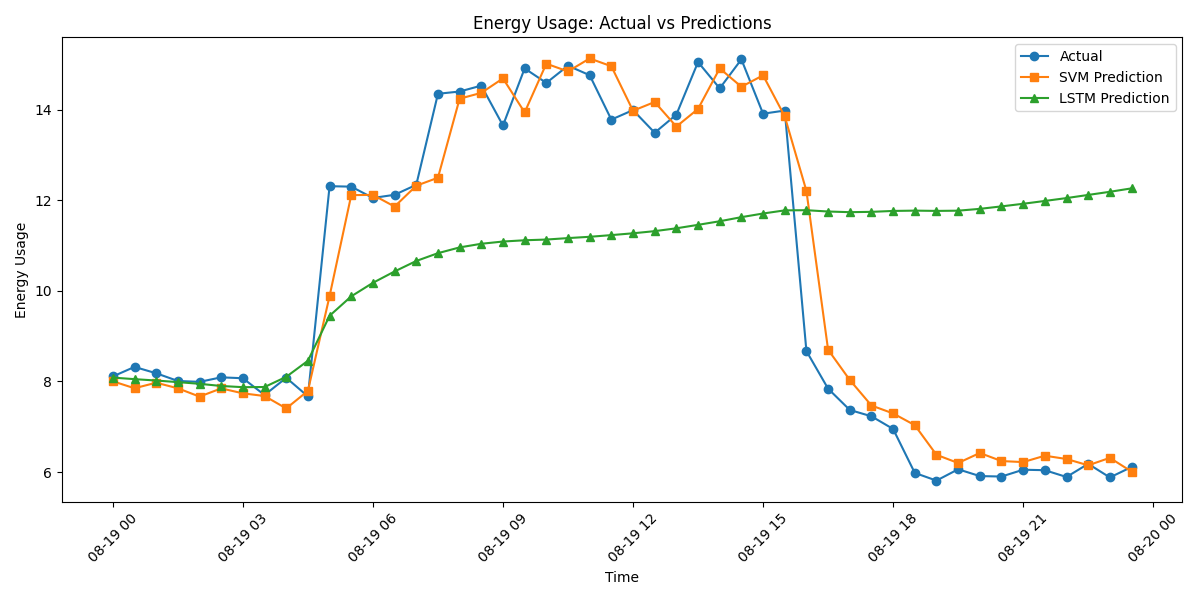 Energy Usage: Actual vs Predictions
Actual
SVM Prediction
LSTM Prediction
Energy Usage
14
12
10
8
6
08-19 00
08-19 03
08-19 06
08-19 09
08-19 12
08-19 15
08-19 18
08-19 21
08-20 00
Time